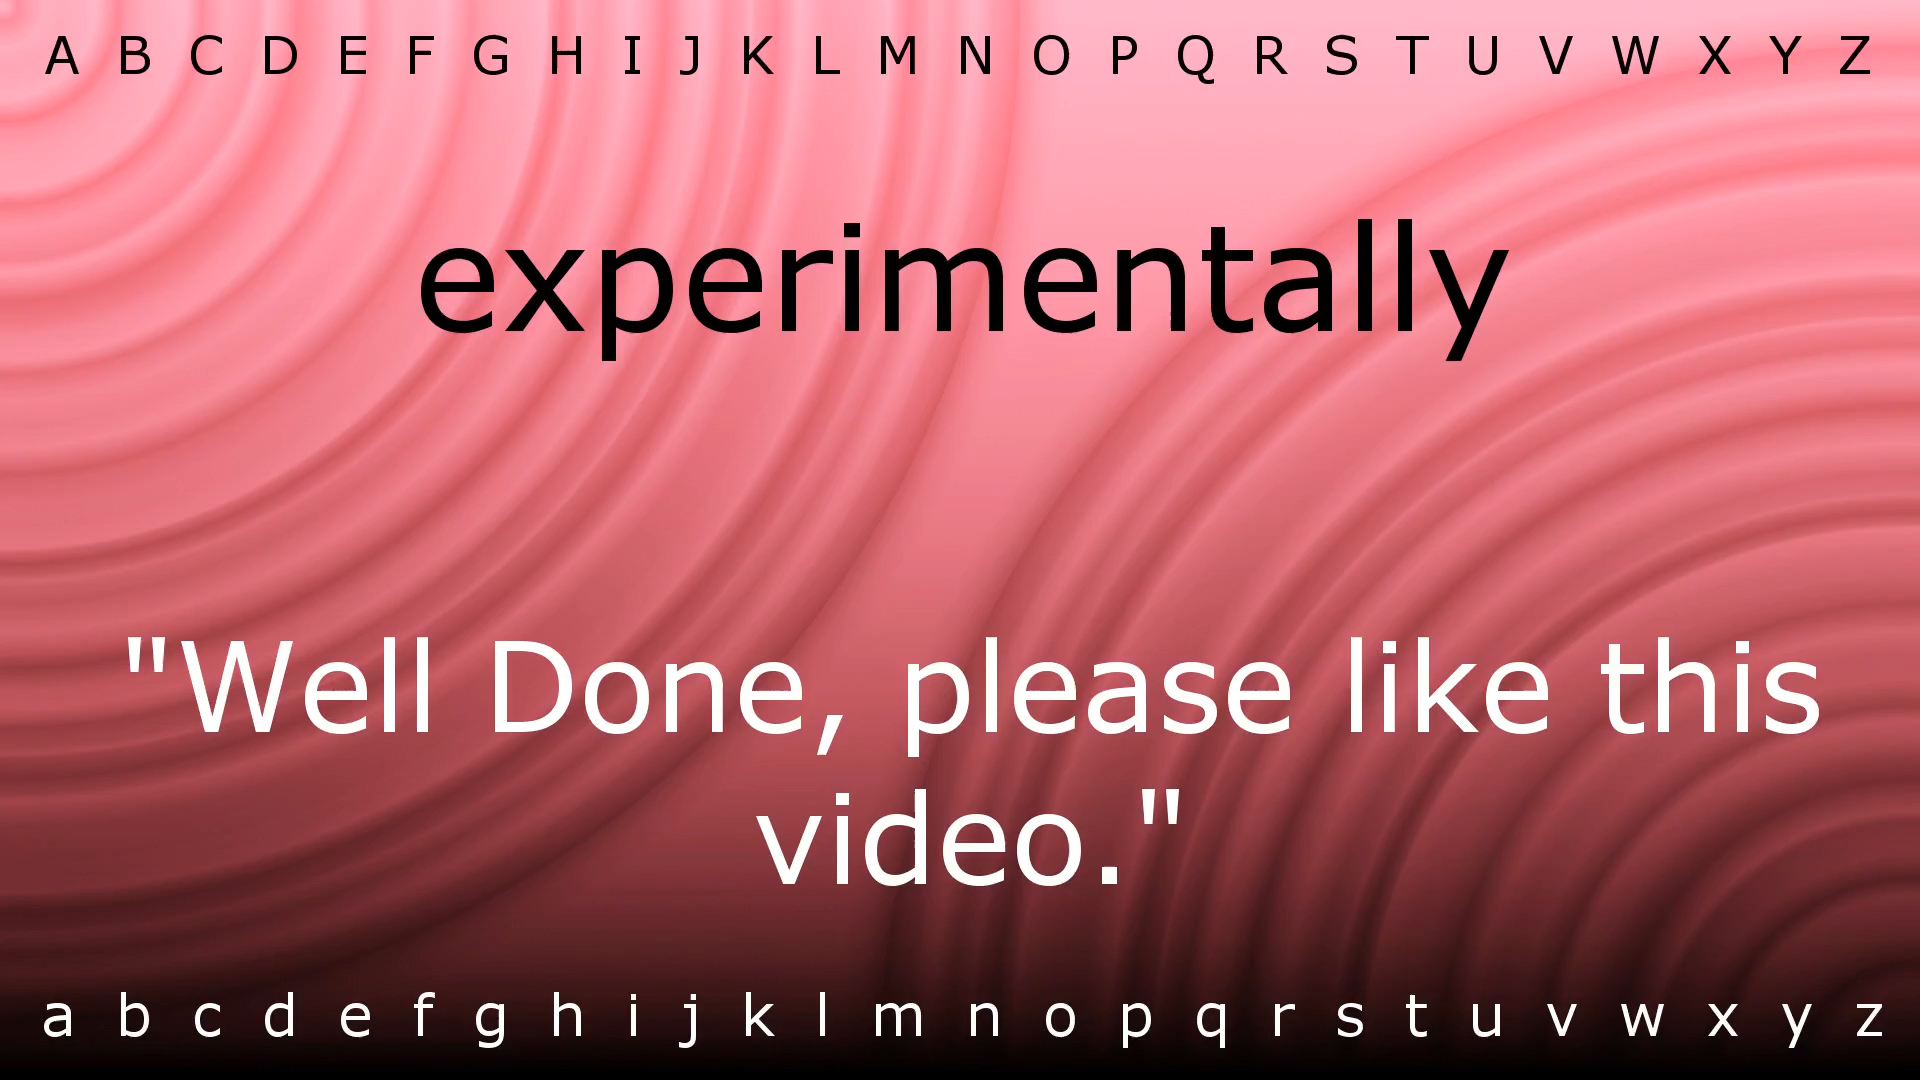 A B C D E F G H I J K L M N O P Q R S T U V W X Y Z
experimentally
"Well Done, please like this
video."
a b c d e f g h i j k l m n o p q r s t u v w x y z